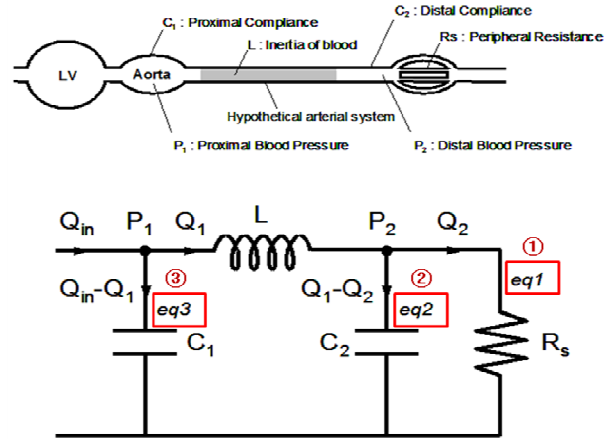 C₁ : Proximal Compliance
C₂ : Distal Compliance
L : Inertia of blood
Rs : Peripheral Resistance
LV
Aorta
Hypothetical arterial system
P₁ : Proximal Blood Pressure
P₂ : Distal Blood Pressure
Qin P₁ Q₁ L P₂ Q₂
①
eq1
Qin-Q₁
③
eq3
Q₁-Q₂
②
eq2
C₁
C₂
Rs